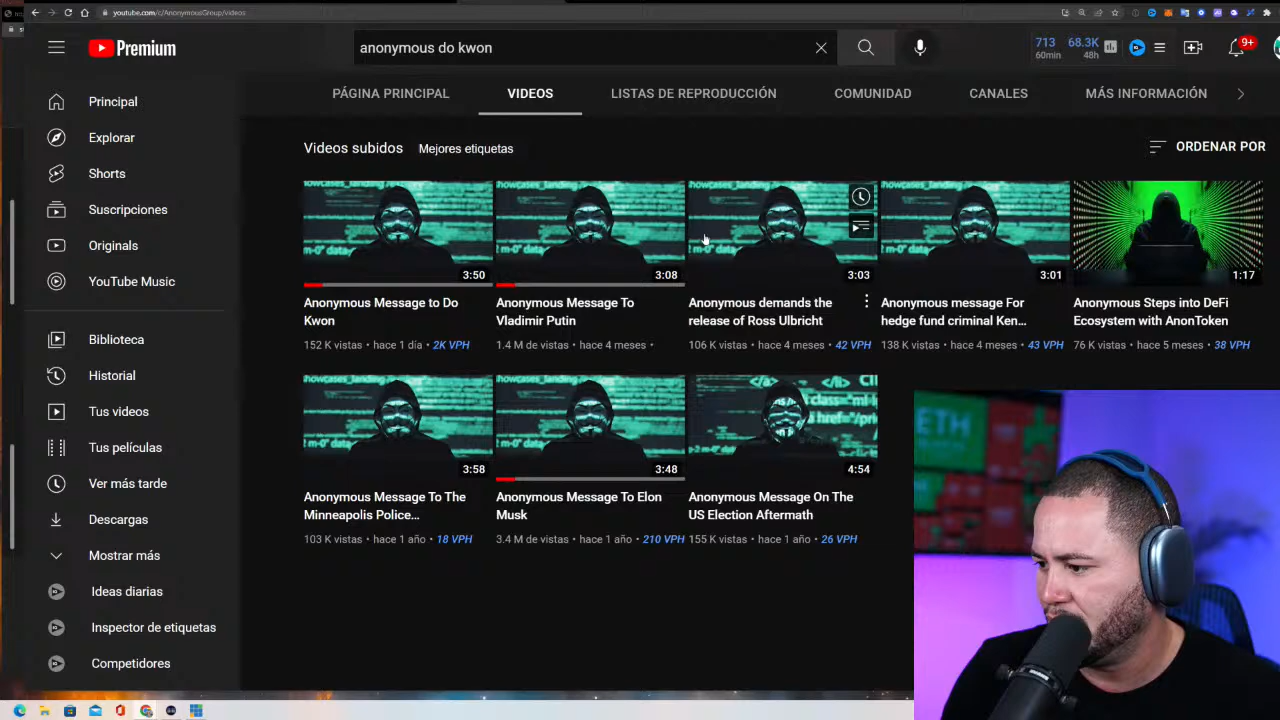 youtube.com/c/AnonymousGroup/videos
Premium
anonymous do kwon
713
60min
68.3K
48h
9+
PÁGINA PRINCIPAL
VIDEOS
LISTAS DE REPRODUCCIÓN
COMUNIDAD
CANALES
MÁS INFORMACIÓN
Principal
Explorar
Shorts
Suscripciones
Originals
YouTube Music
Biblioteca
Historial
Tus videos
Tus películas
Ver más tarde
Descargas
Mostrar más
Ideas diarias
Inspector de etiquetas
Competidores
Videos subidos
Mejores etiquetas
ORDENAR POR
3:50
Anonymous Message to Do
Kwon
152 K vistas • hace 1 día • 2K VPH
3:08
Anonymous Message To
Vladimir Putin
1.4 M de vistas • hace 4 meses •
3:03
Anonymous demands the
release of Ross Ulbricht
106 K vistas • hace 4 meses • 42 VPH
3:01
Anonymous message For
hedge fund criminal Ken...
138 K vistas • hace 4 meses • 43 VPH
1:17
Anonymous Steps into DeFi
Ecosystem with AnonToken
76 K vistas • hace 5 meses • 38 VPH
3:58
Anonymous Message To The
Minneapolis Police...
103 K vistas • hace 1 año • 18 VPH
3:48
Anonymous Message To Elon
Musk
3.4 M de vistas • hace 1 año • 210 VPH
4:54
Anonymous Message On The
US Election Aftermath
155 K vistas • hace 1 año • 26 VPH
ETH